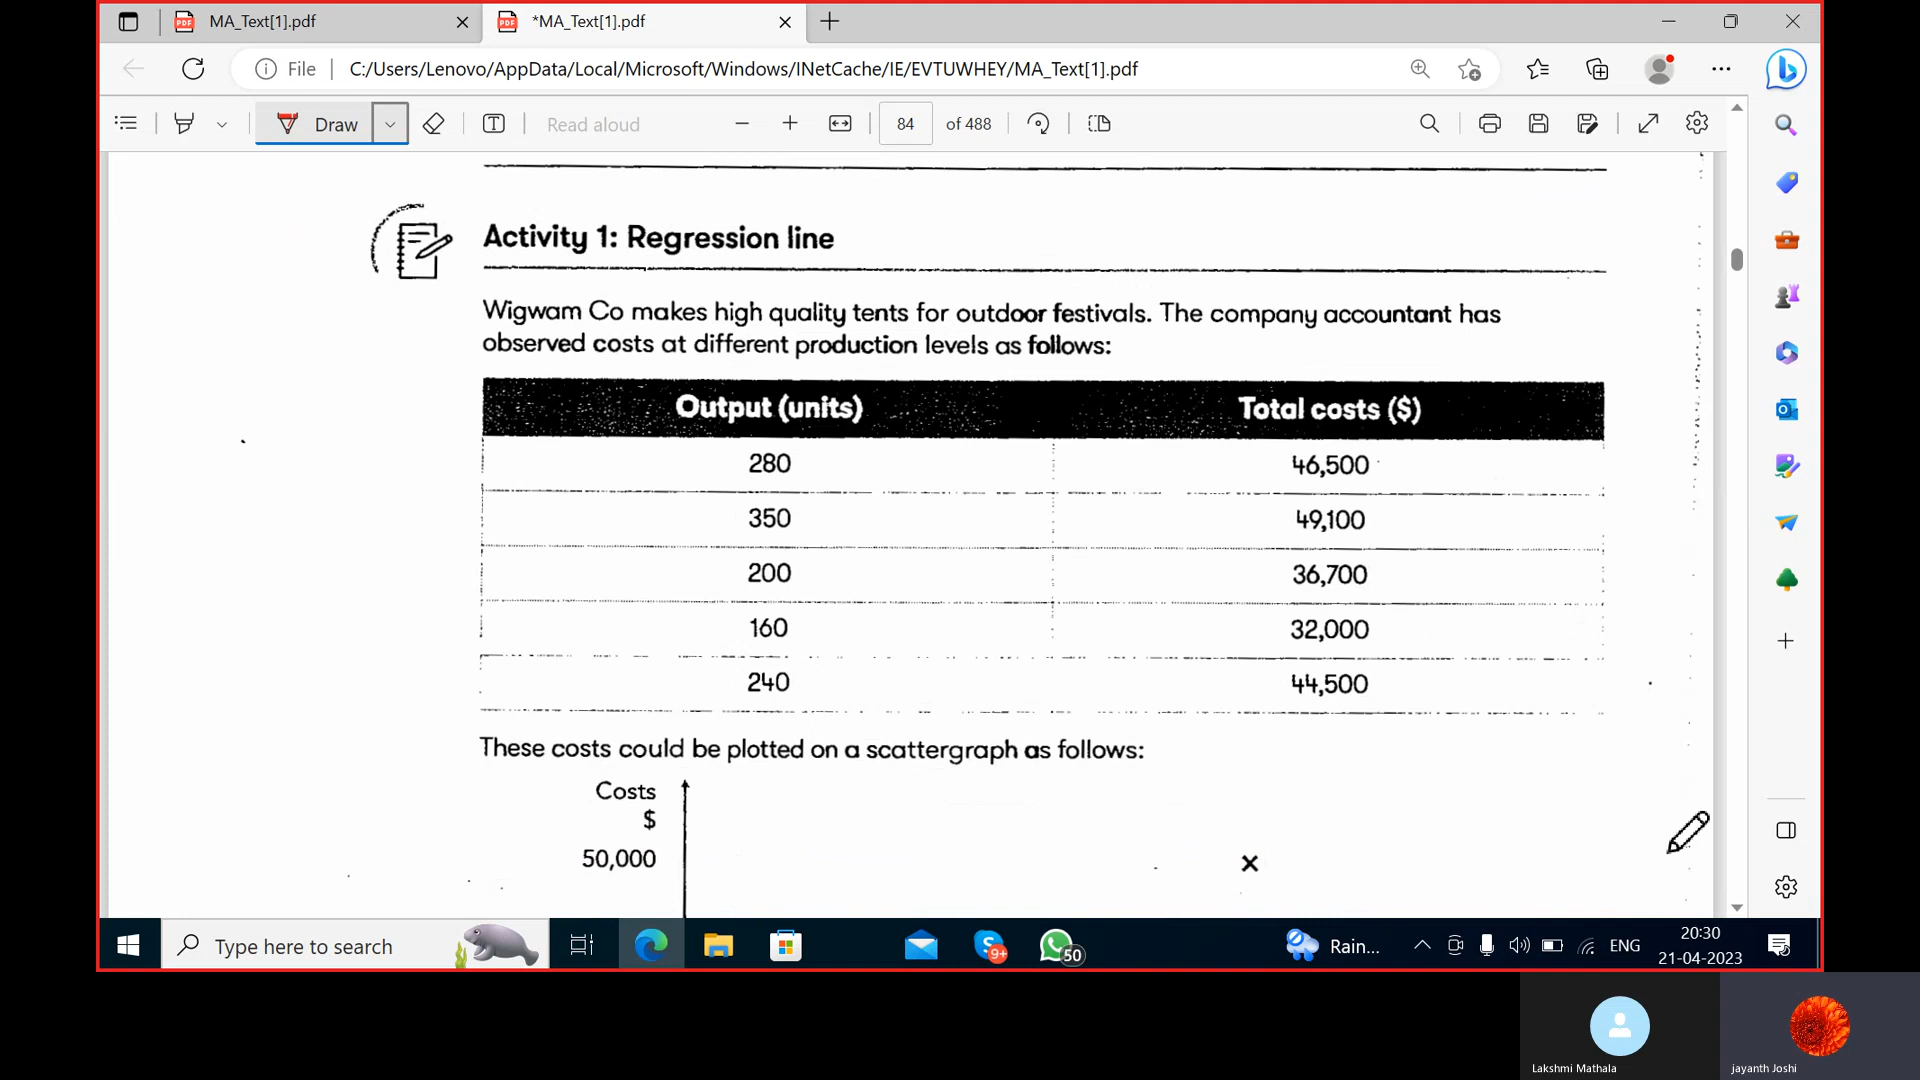 MA_Text[1].pdf
*MA_Text[1].pdf
File
C:/Users/Lenovo/AppData/Local/Microsoft/Windows/INetCache/IE/EVTUWHEY/MA_Text[1].pdf
Draw
Read aloud
84
of 488
Activity 1: Regression line
Wigwam Co makes high quality tents for outdoor festivals. The company accountant has
observed costs at different production levels as follows:
Output (units) Total costs ($)
280 46,500
350 49,100
200 36,700
160 32,000
240 44,500
These costs could be plotted on a scattergraph as follows:
Costs
$
50,000
Type here to search
9+
50
Rain...
ENG
20:30
21-04-2023
Lakshmi Mathala
jayanth Joshi